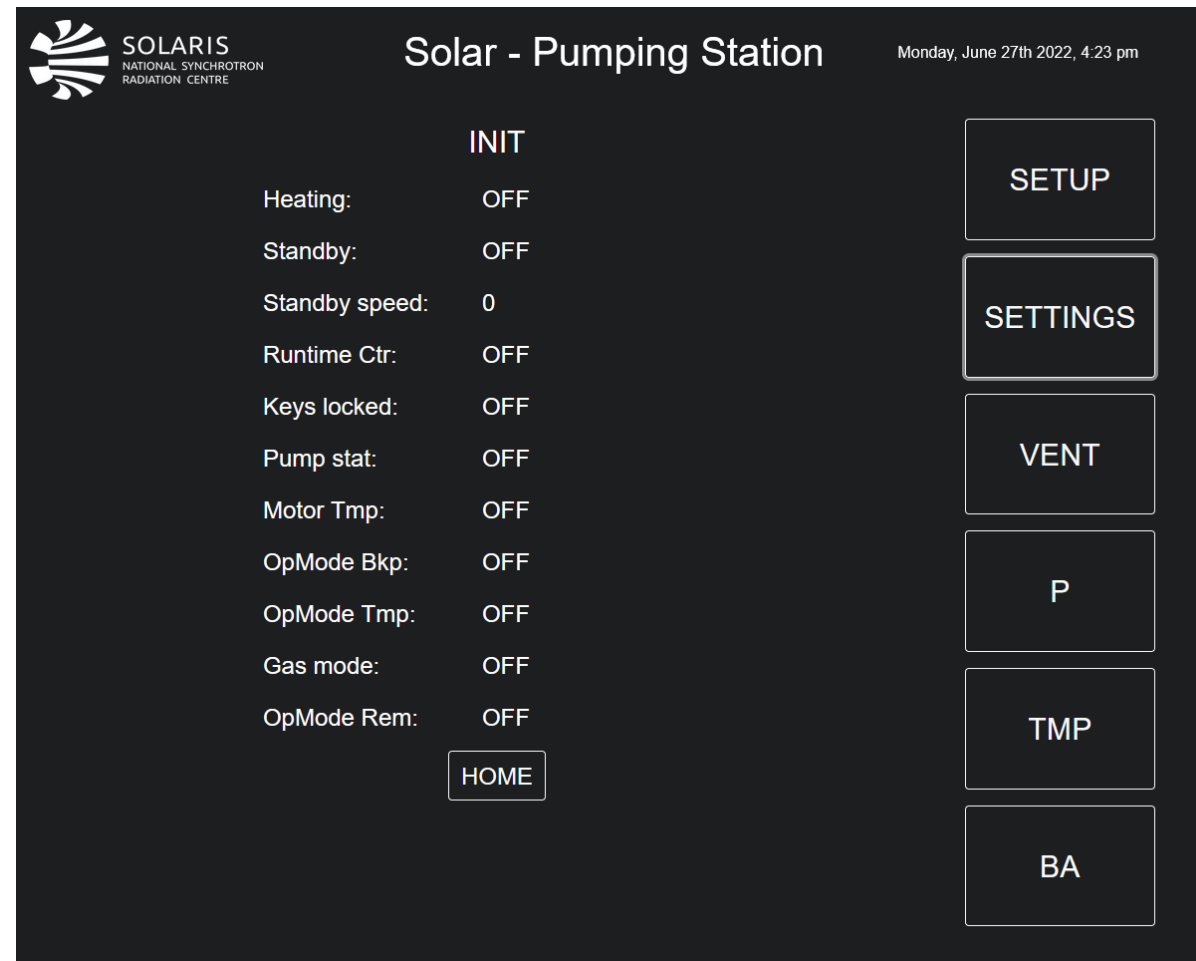 SOLARIS
NATIONAL SYNCHROTRON
RADIATION CENTRE
Solar - Pumping Station
Monday, June 27th 2022, 4:23 pm
INIT
Heating: OFF
Standby: OFF
Standby speed: 0
Runtime Ctr: OFF
Keys locked: OFF
Pump stat: OFF
Motor Tmp: OFF
OpMode Bkp: OFF
OpMode Tmp: OFF
Gas mode: OFF
OpMode Rem: OFF
HOME
SETUP
SETTINGS
VENT
P
TMP
BA